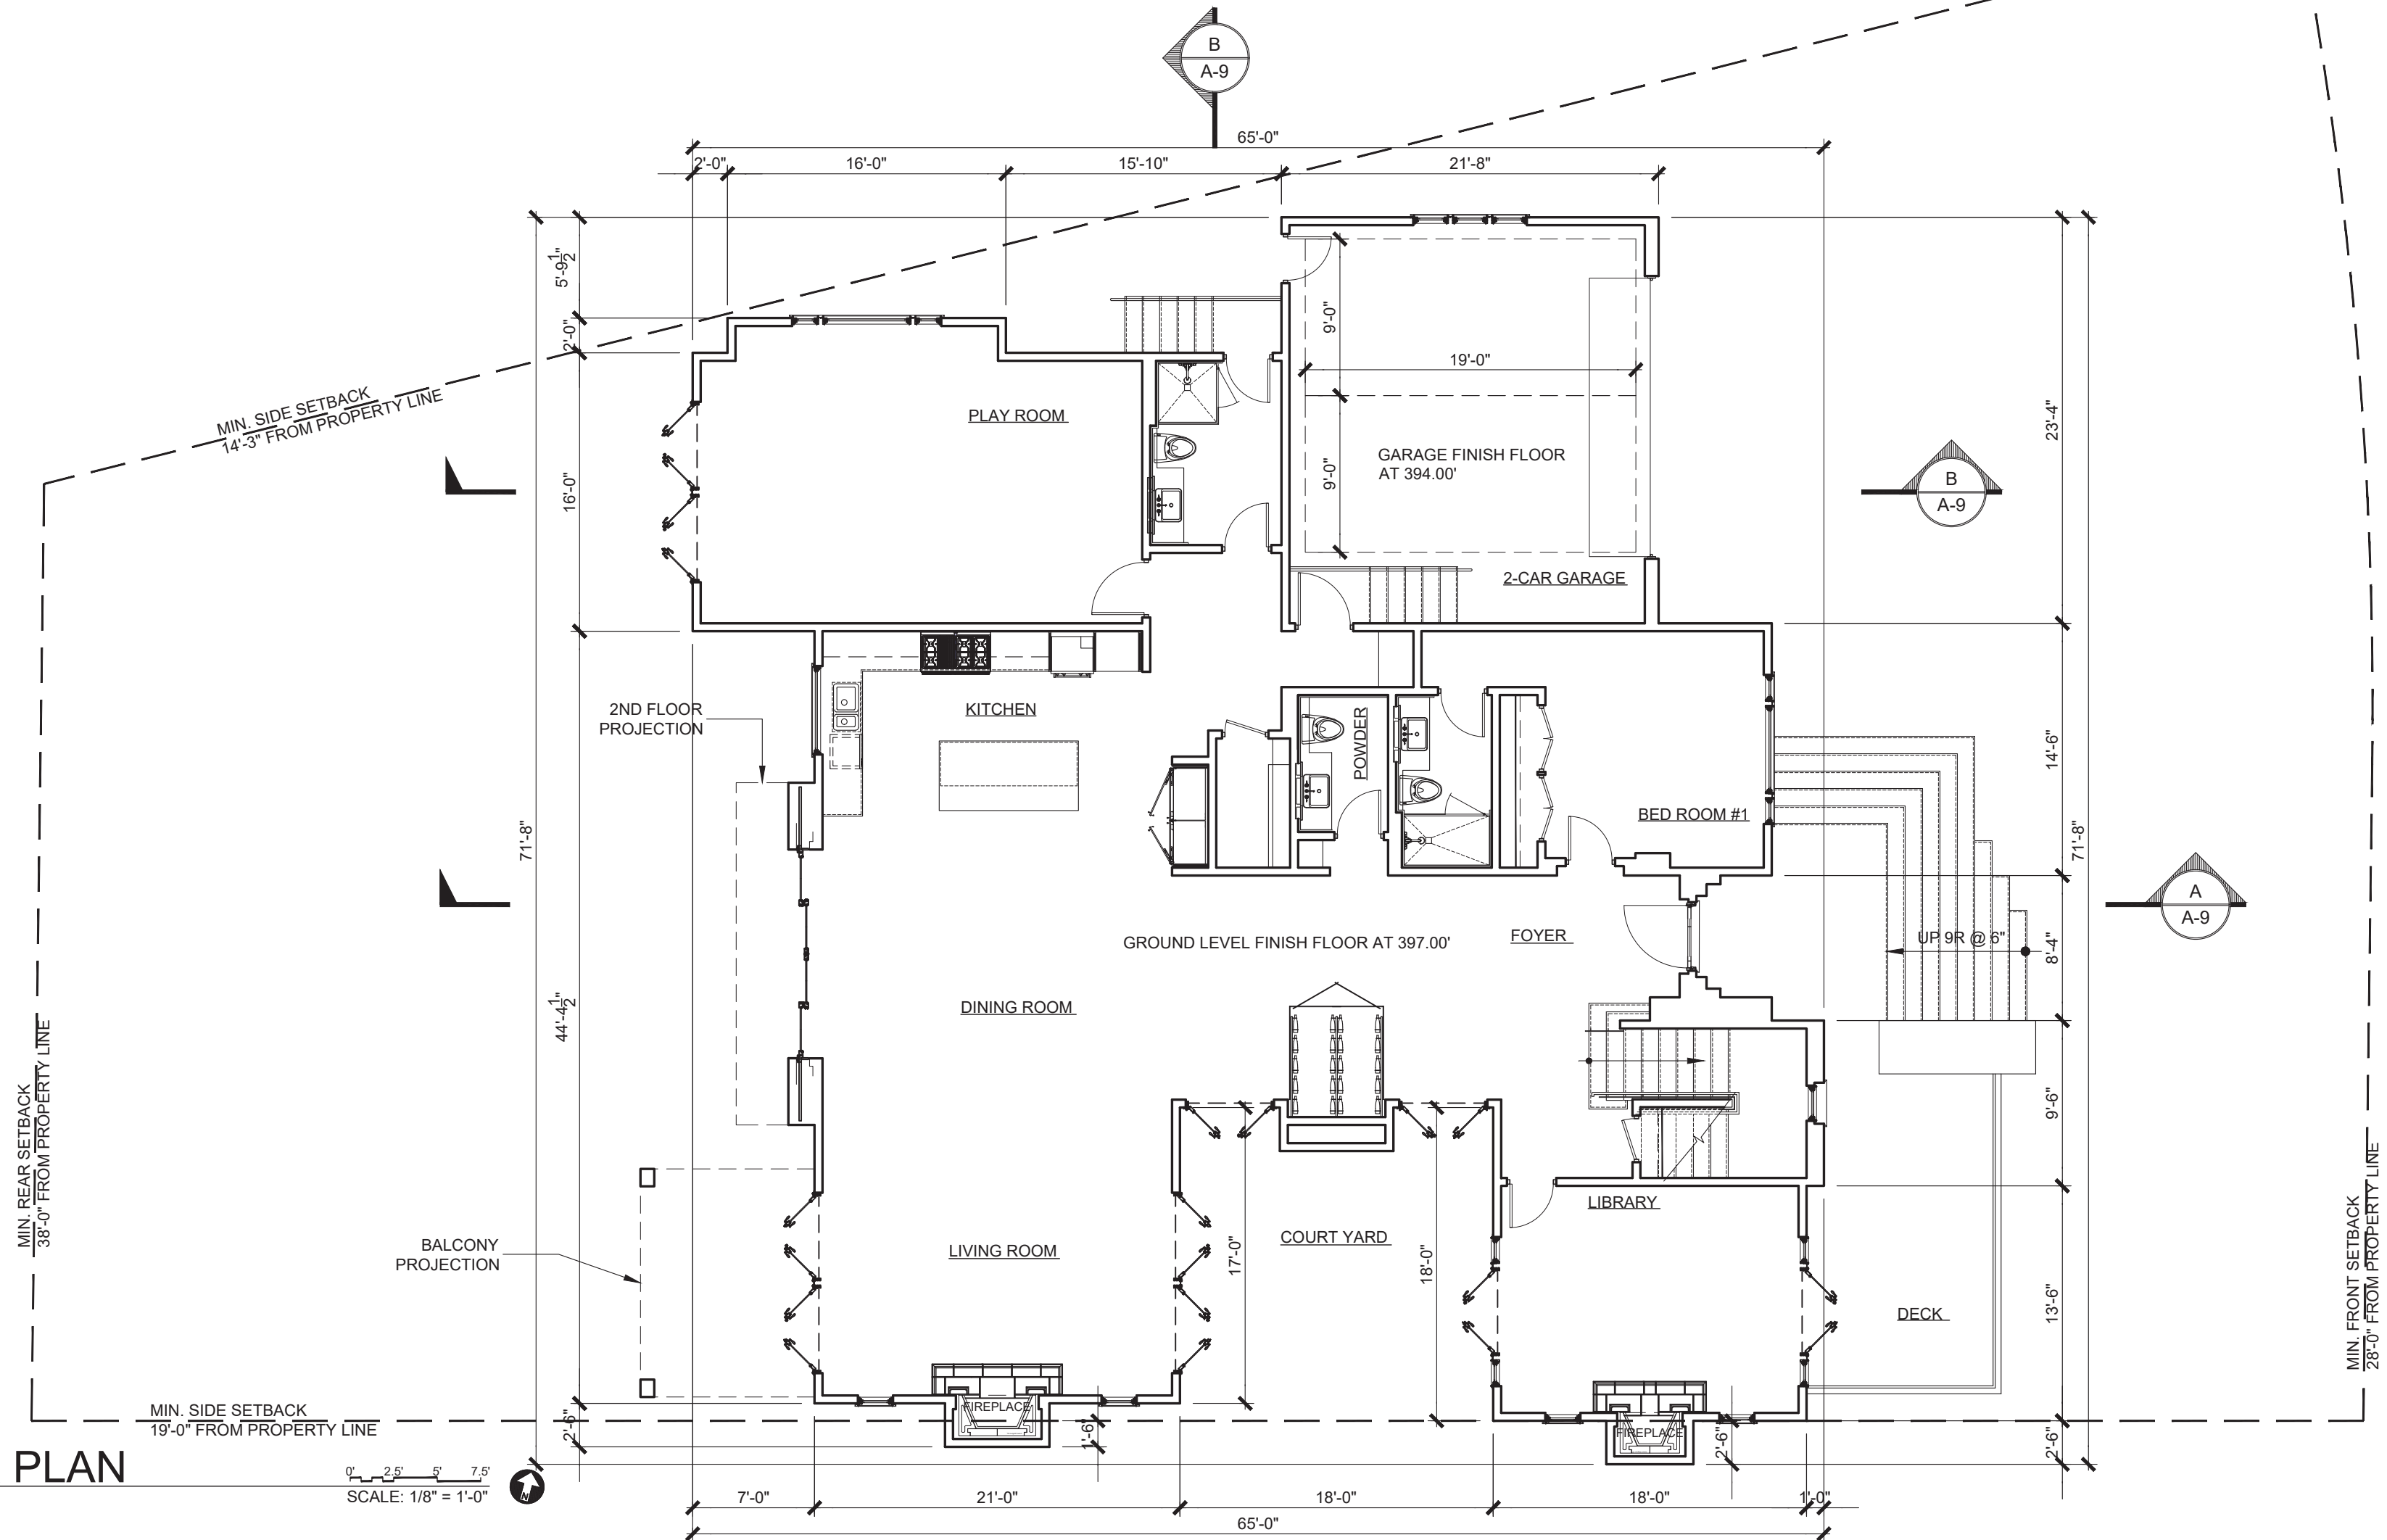 B
A-9
65'-0"
2'-0"
16'-0"
15'-10"
21'-8"
5'-9 1/2"
2'-0"
9'-0"
19'-0"
MIN. SIDE SETBACK
14'-3" FROM PROPERTY LINE
PLAY ROOM
23'-4"
GARAGE FINISH FLOOR
AT 394.00'
9'-0"
16'-0"
B
A-9
2-CAR GARAGE
2ND FLOOR
PROJECTION
KITCHEN
POWDER
14'-6"
BED ROOM #1
71'-8"
71'-8"
A
A-9
GROUND LEVEL FINISH FLOOR AT 397.00'
FOYER
UP 9R @ 6"
8'-4"
44'-4 1/2"
DINING ROOM
9'-6"
MIN. REAR SETBACK
38'-0" FROM PROPERTY LINE
LIBRARY
BALCONY
PROJECTION
LIVING ROOM
COURT YARD
17'-0"
18'-0"
DECK
13'-6"
MIN. FRONT SETBACK
28'-0" FROM PROPERTY LINE
MIN. SIDE SETBACK
19'-0" FROM PROPERTY LINE
FIREPLACE
FIREPLACE
2'-6"
1'-6"
2'-6"
2'-6"
PLAN
0' 2.5' 5' 7.5'
SCALE: 1/8" = 1'-0"
N
7'-0"
21'-0"
18'-0"
18'-0"
1'-0"
65'-0"